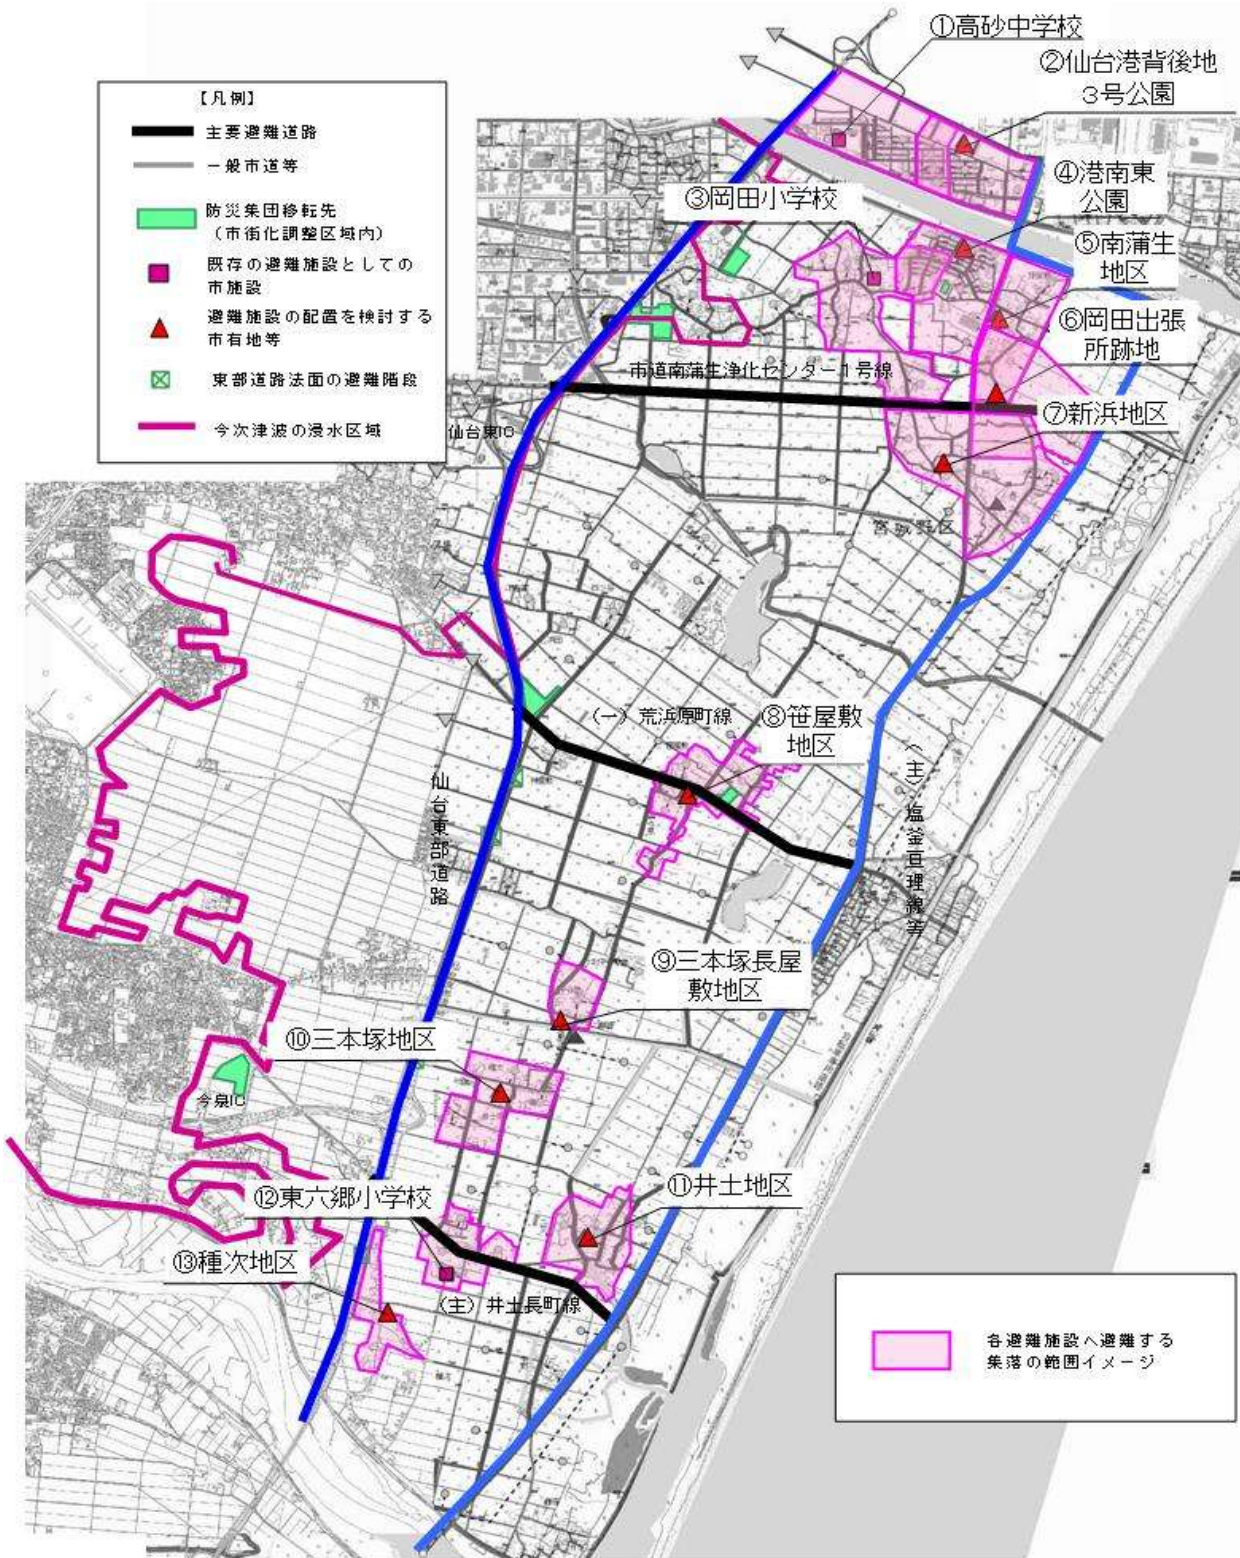 ①高砂中学校
②仙台港背後地
3号公園
【凡例】
主要避難道路
一般市道等
防災集団移転先
（市街化調整区域内）
既存の避難施設としての
市施設
避難施設の配置を検討する
市有地等
東部道路法面の避難階段
今次津波の浸水区域
③岡田小学校
④港南東
公園
⑤南蒲生
地区
⑥岡田出張
所跡地
市道南蒲生浄化センター1号線
⑦新浜地区
仙台東IC
宮城野区
（一）荒浜原町線
⑧笹屋敷
地区
仙台東部道路
（主）塩釜亘理線等
⑨三本塚長屋
敷地区
⑩三本塚地区
今泉IC
⑪井土地区
⑫東六郷小学校
⑬種次地区
（主）井土長町線
各避難施設へ避難する
集落の範囲イメージ